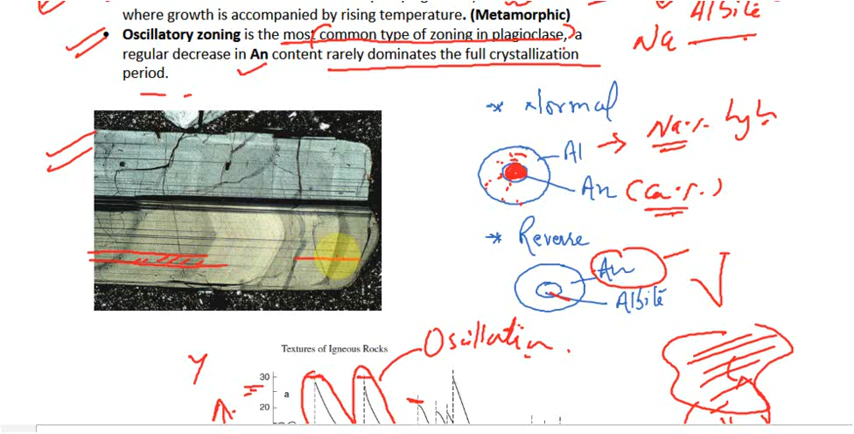 where growth is accompanied by rising temperature. (Metamorphic)
Albite
• Oscillatory zoning is the most common type of zoning in plagioclase, a
Na
regular decrease in An content rarely dominates the full crystallization
period.
* Normal
Al → Na
An (Ca
* Reverse
An
Albite
Textures of Igneous Rocks
Oscillation.
30
a
20